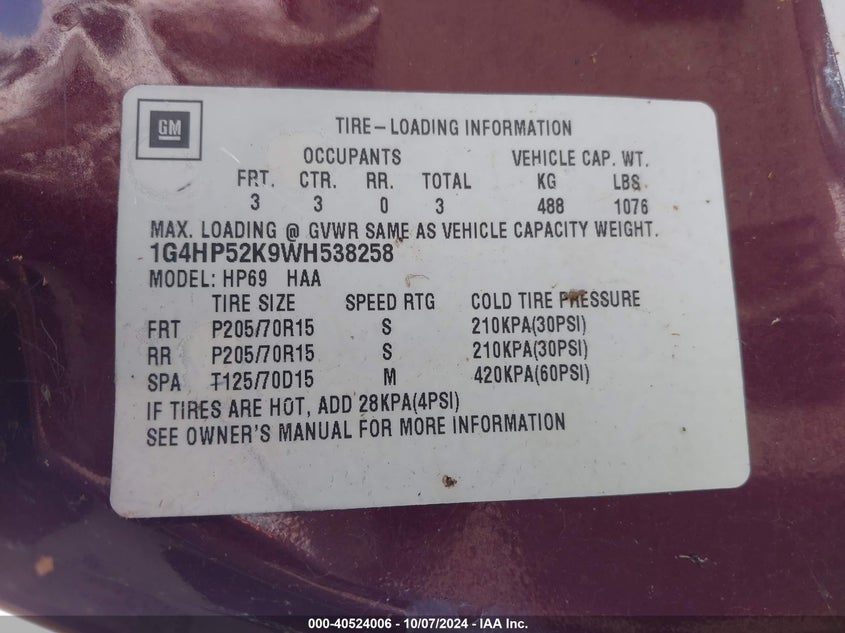 GM
TIRE-LOADING INFORMATION
OCCUPANTS VEHICLE CAP. WT.
FRT. CTR. RR. TOTAL KG LBS
3 3 0 3 488 1076
MAX. LOADING @ GVWR SAME AS VEHICLE CAPACITY WEIGHT.
1G4HP52K9WH538258
MODEL: HP69 HAA
TIRE SIZE SPEED RTG COLD TIRE PRESSURE
FRT P205/70R15 S 210KPA(30PSI)
RR P205/70R15 S 210KPA(30PSI)
SPA T125/70D15 M 420KPA(60PSI)
IF TIRES ARE HOT, ADD 28KPA(4PSI)
SEE OWNER'S MANUAL FOR MORE INFORMATION
000-40524006 - 10/07/2024 - IAA Inc.